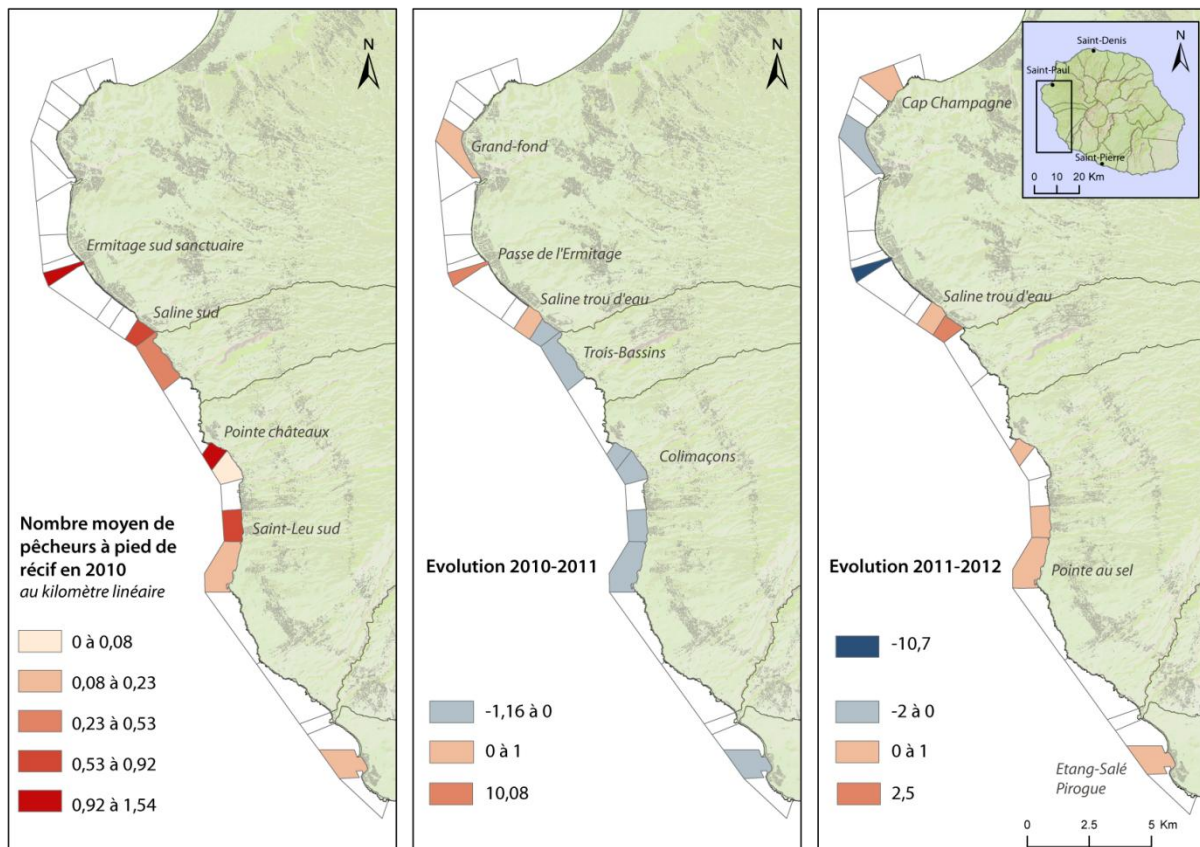 N
Grand-fond
Ermitage sud sanctuaire
Saline sud
Pointe châteaux
Saint-Leu sud
Nombre moyen de
pêcheurs à pied de
récif en 2010
au kilomètre linéaire
0 à 0,08
0,08 à 0,23
0,23 à 0,53
0,53 à 0,92
0,92 à 1,54
N
Passe de l'Ermitage
Saline trou d'eau
Trois-Bassins
Colimaçons
Evolution 2010-2011
-1,16 à 0
0 à 1
10,08
N
Saint-Denis
Saint-Paul
Saint-Pierre
0 10 20 Km
Cap Champagne
Saline trou d'eau
Pointe au sel
Evolution 2011-2012
-10,7
-2 à 0
0 à 1
2,5
Etang-Salé
Pirogue
0 2.5 5 Km